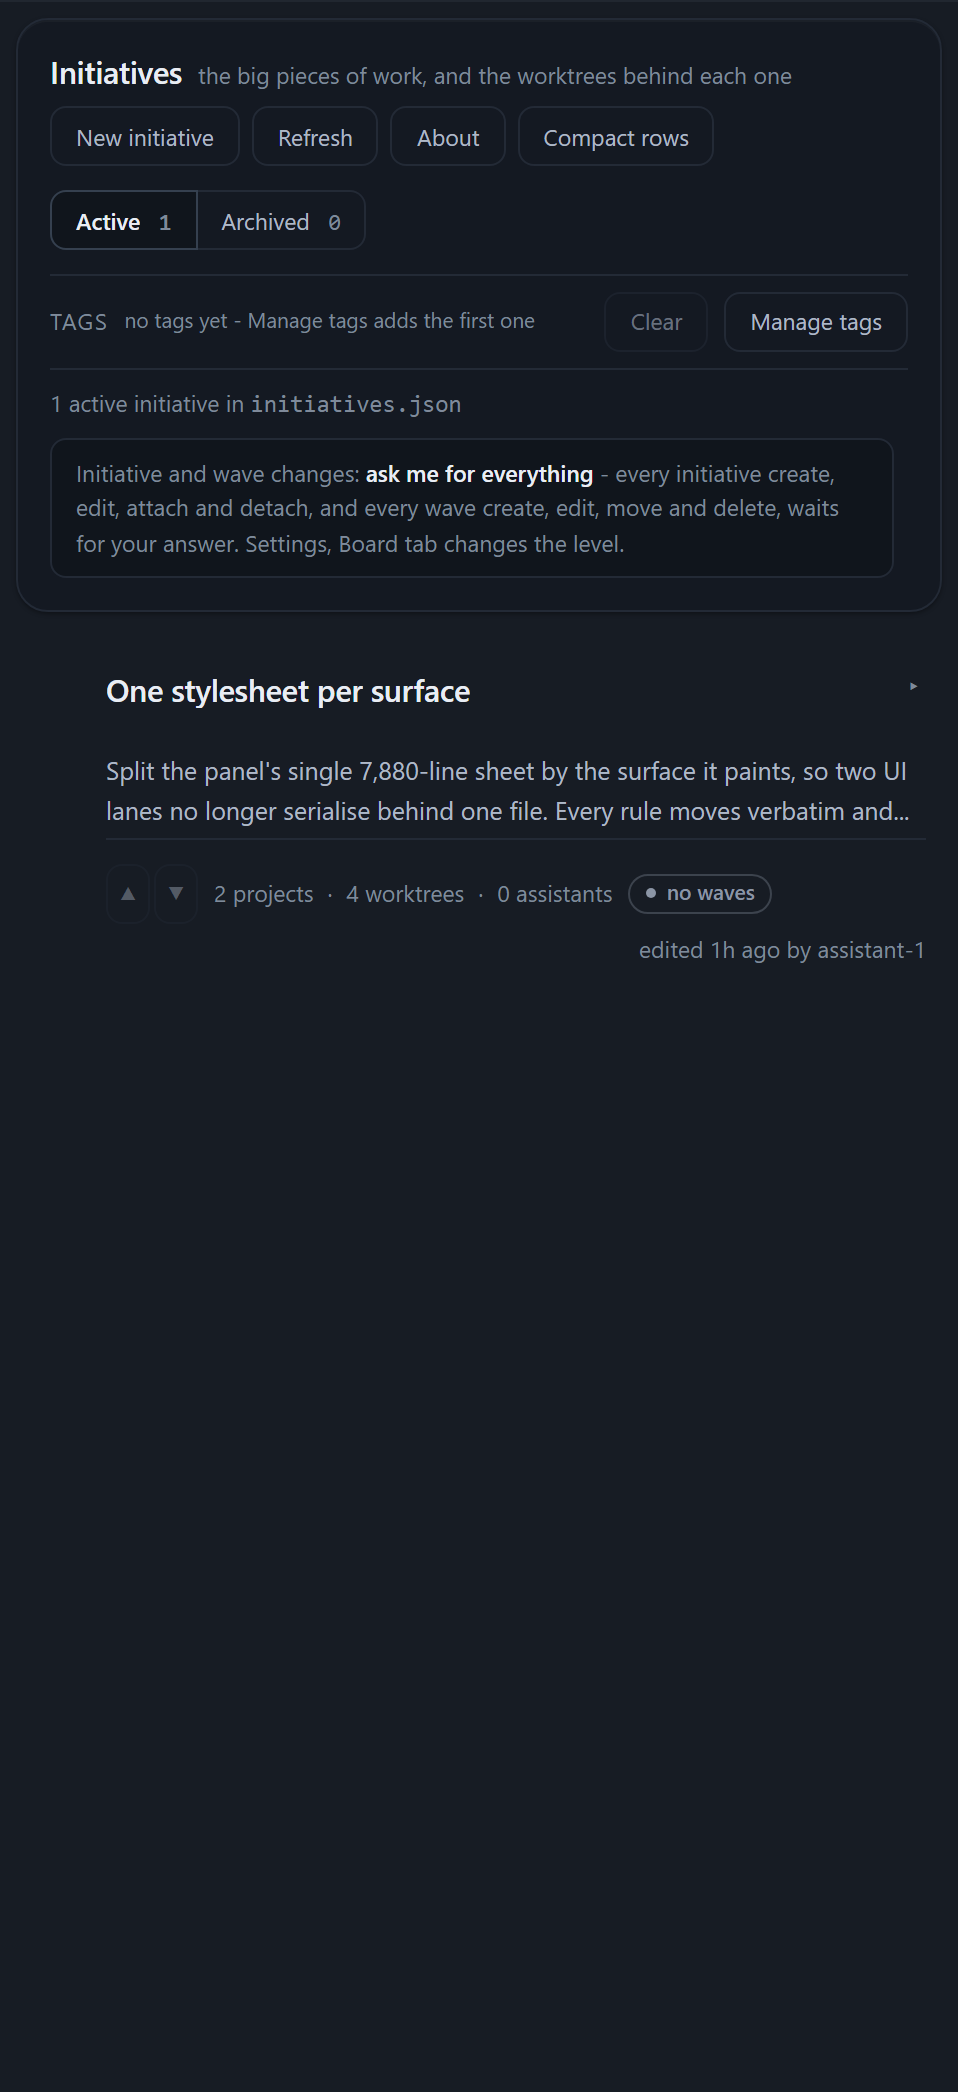 Initiatives the big pieces of work, and the worktrees behind each one
New initiative Refresh About Compact rows
Active 1 Archived 0
TAGS no tags yet - Manage tags adds the first one Clear Manage tags
1 active initiative in initiatives.json
Initiative and wave changes: ask me for everything - every initiative create,
edit, attach and detach, and every wave create, edit, move and delete, waits
for your answer. Settings, Board tab changes the level.
One stylesheet per surface
Split the panel's single 7,880-line sheet by the surface it paints, so two UI
lanes no longer serialise behind one file. Every rule moves verbatim and...
2 projects · 4 worktrees · 0 assistants no waves
edited 1h ago by assistant-1